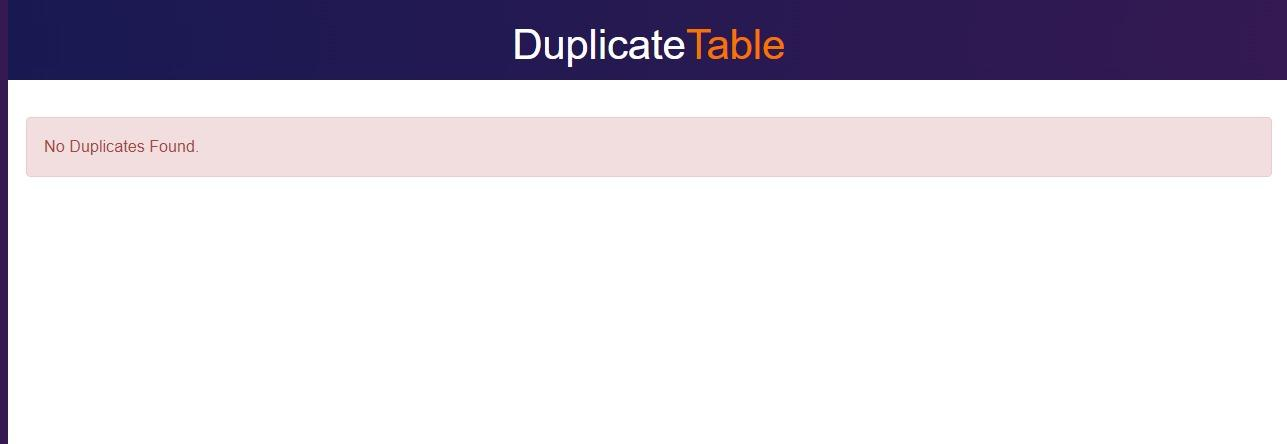 DuplicateTable
No Duplicates Found.